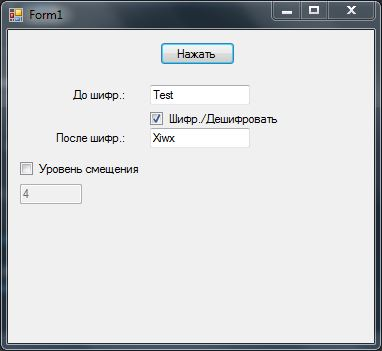 Form1
Нажать
До шифр.: Test
Шифр./Дешифровать
После шифр.: Xiwx
Уровень смещения
4